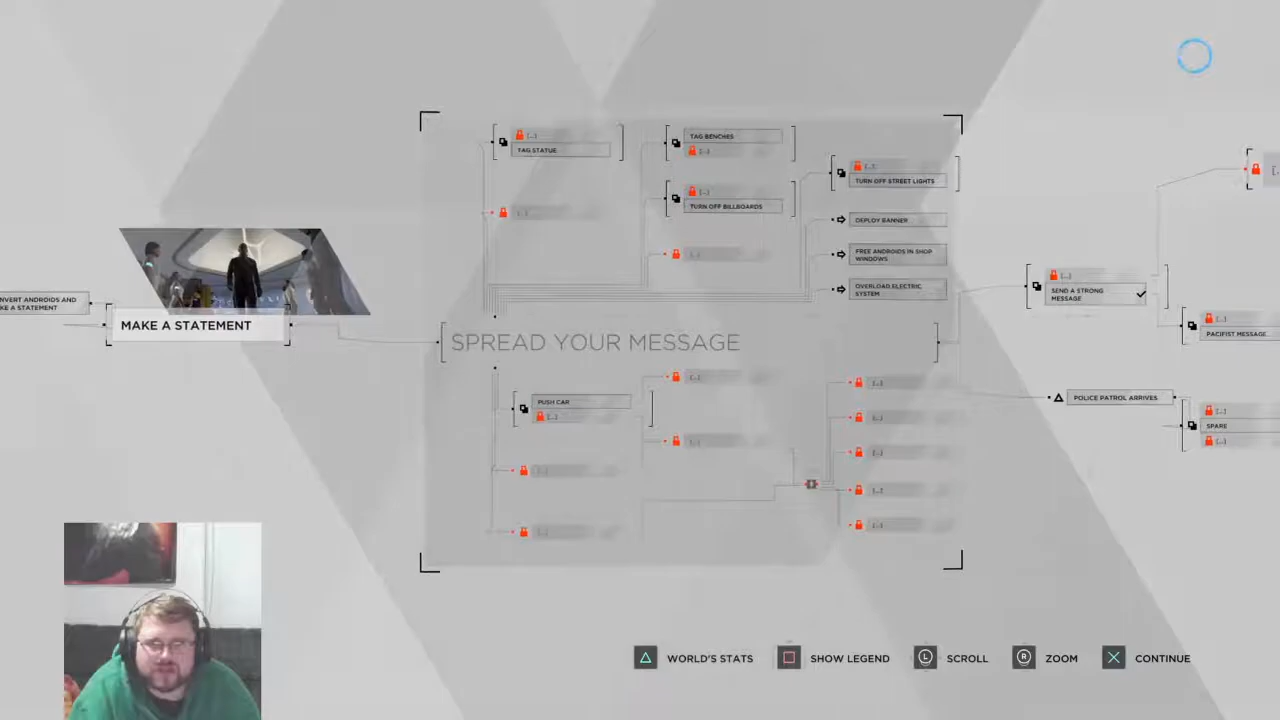 [...]
TAG STATUE
[...]
TAG BENCHES
[...]
[...]
TURN OFF BILLBOARDS
[...]
[...]
TURN OFF STREET LIGHTS
DEPLOY BANNER
FREE ANDROIDS IN SHOP
WINDOWS
OVERLOAD ELECTRIC
SYSTEM
NVERT ANDROIDS AND
KE A STATEMENT
MAKE A STATEMENT
SPREAD YOUR MESSAGE
[...]
SEND A STRONG
MESSAGE
[...
[...]
PACIFIST MESSAGE
PUSH CAR
[...]
[...]
[...]
[...]
[...]
[...]
[...]
[...]
[...]
[...]
POLICE PATROL ARRIVES
[...]
SPARE
[...]
WORLD'S STATS
SHOW LEGEND
L
SCROLL
R
ZOOM
CONTINUE